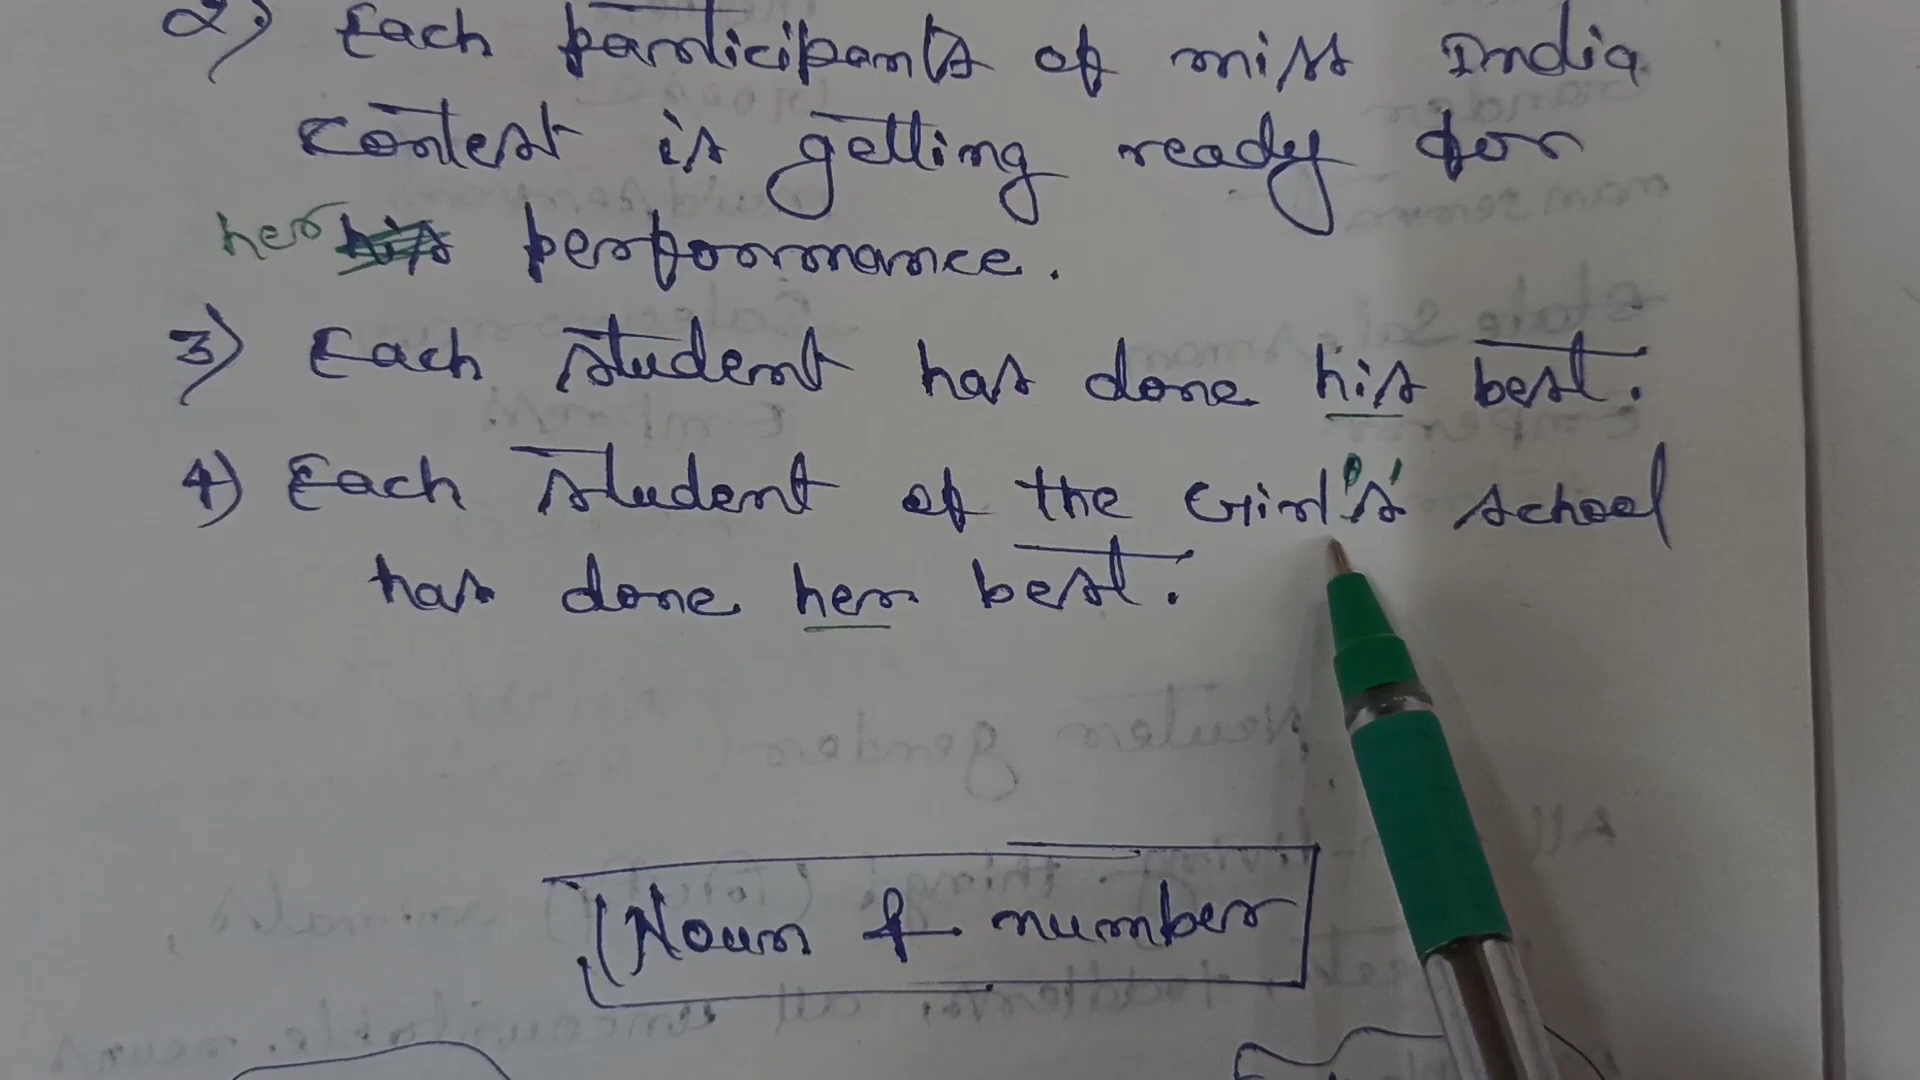 2) Each participants of miss India
contest is getting ready for
her his performance.
3) Each student has done his best.
4) Each student of the Girl's' school
has done her best.
Noun & number